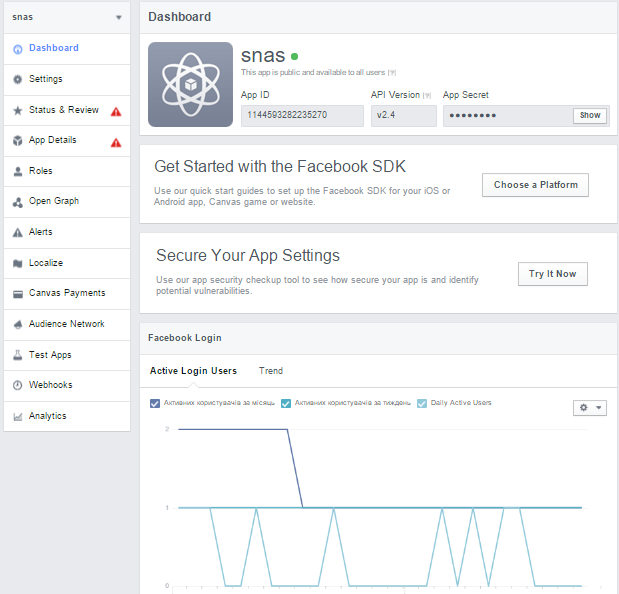 snas
Dashboard
Settings
Status & Review
App Details
Roles
Open Graph
Alerts
Localize
Canvas Payments
Audience Network
Test Apps
Webhooks
Analytics
Dashboard
snas
This app is public and available to all users [?]
App ID
1144593282235270
API Version [?]
v2.4
App Secret
●●●●●●●●
Show
Get Started with the Facebook SDK
Use our quick start guides to set up the Facebook SDK for your iOS or
Android app, Canvas game or website.
Choose a Platform
Secure Your App Settings
Use our app security checkup tool to see how secure your app is and identify
potential vulnerabilities.
Try It Now
Facebook Login
Active Login Users
Trend
Активних користувачів за місяць
Активних користувачів за тиждень
Daily Active Users
2
1
0